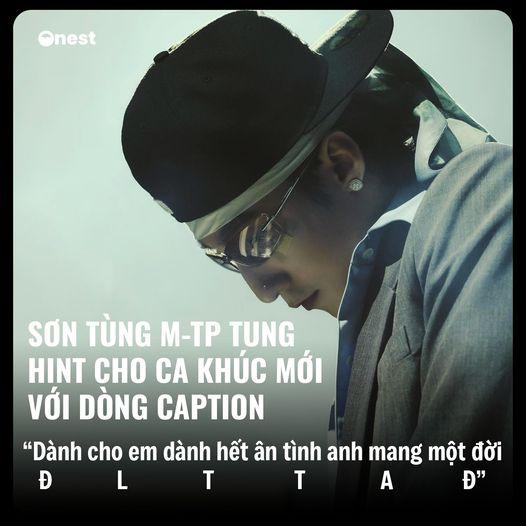 Onest
SƠN TÙNG M-TP TUNG
HINT CHO CA KHÚC MỚI
VỚI DÒNG CAPTION
“Dành cho em dành hết ân tình anh mang một đời
Đ L T T A Đ”